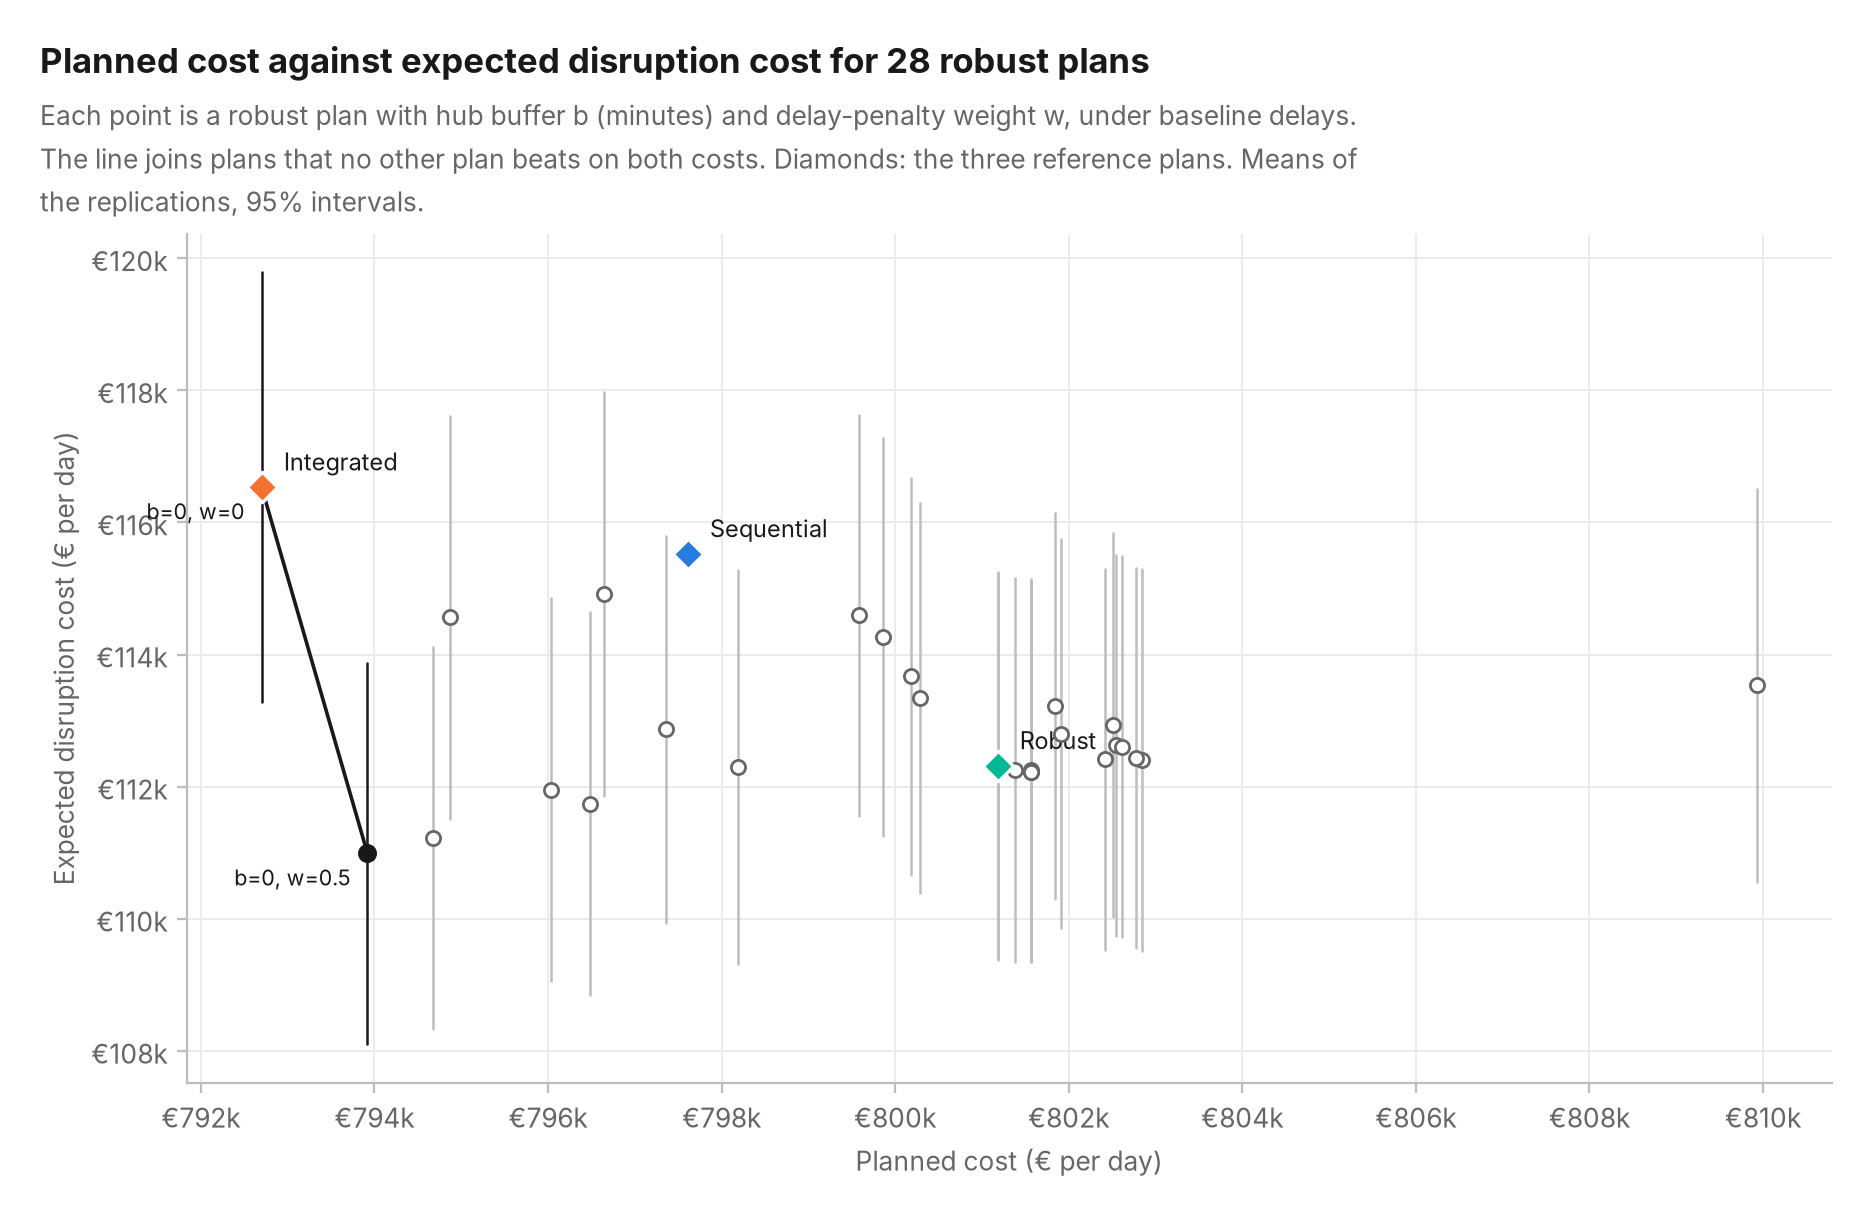 Planned cost against expected disruption cost for 28 robust plans
Each point is a robust plan with hub buffer b (minutes) and delay-penalty weight w, under baseline delays.
The line joins plans that no other plan beats on both costs. Diamonds: the three reference plans. Means of
the replications, 95% intervals.
€120k
€118k
€116k
€114k
€112k
€110k
€108k
Expected disruption cost (€ per day)
Integrated
b=0, w=0
Sequential
Robust
b=0, w=0.5
€792k
€794k
€796k
€798k
€800k
€802k
€804k
€806k
€808k
€810k
Planned cost (€ per day)